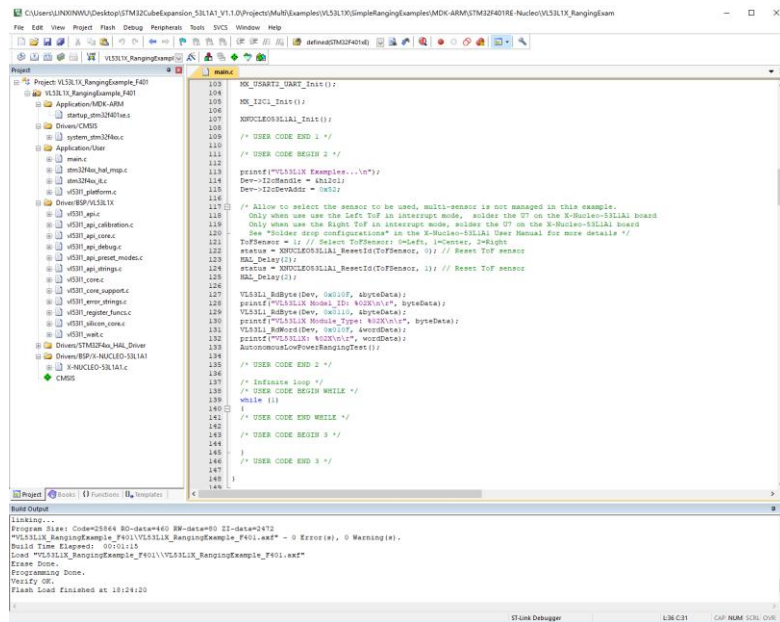 C:\Users\LINXINWU\Desktop\STM32CubeExpansion_53L1A1_V1.1.0\Projects\Multi\Examples\VL53L1X\SimpleRangingExamples\MDK-ARM\STM32F401RE-Nucleo\VL53L1X_RangingExam
File Edit View Project Flash Debug Peripherals Tools SVCS Window Help
defined(STM32F401xE)
VL53L1X_RangingExampl
Project
main.c
Project: VL53L1X_RangingExample_F401
VL53L1X_RangingExample_F401
Application/MDK-ARM
startup_stm32f401xe.s
Drivers/CMSIS
system_stm32f4xx.c
Application/User
main.c
stm32f4xx_hal_msp.c
stm32f4xx_it.c
vl53l1_platform.c
Driver/BSP/VL53L1X
vl53l1_api.c
vl53l1_api_calibration.c
vl53l1_api_core.c
vl53l1_api_debug.c
vl53l1_api_preset_modes.c
vl53l1_api_strings.c
vl53l1_core.c
vl53l1_core_support.c
vl53l1_error_strings.c
vl53l1_register_funcs.c
vl53l1_silicon_core.c
vl53l1_wait.c
Drivers/STM32F4xx_HAL_Driver
Drivers/BSP/X-NUCLEO-53L1A1
X-NUCLEO-53L1A1.c
CMSIS
103 MX_USART2_UART_Init();
104
105 MX_I2C1_Init();
106
107 XNUCLEO53L1A1_Init();
108
109 /* USER CODE END 1 */
110
111 /* USER CODE BEGIN 2 */
112
113 printf("VL53L1X Examples...\n");
114 Dev->I2cHandle = &hi2c1;
115 Dev->I2cDevAddr = 0x52;
116
117 /* Allow to select the sensor to be used, multi-sensor is not managed in this example.
118 Only when use use the Left ToF in interrupt mode, solder the U7 on the X-Nucleo-53L1A1 board
119 Only when use the Right ToF in interrupt mode, solder the U7 on the X-Nucleo-53L1A1 board
120 See "Solder drop configurations" in the X-Nucleo-53L1A1 User Manual for more details */
121 ToFSensor = 1; // Select ToFSensor: 0=Left, 1=Center, 2=Right
122 status = XNUCLEO53L1A1_ResetId(ToFSensor, 0); // Reset ToF sensor
123 HAL_Delay(2);
124 status = XNUCLEO53L1A1_ResetId(ToFSensor, 1); // Reset ToF sensor
125 HAL_Delay(2);
126
127 VL53L1_RdByte(Dev, 0x010F, &byteData);
128 printf("VL53L1X Model_ID: %02X\n\r", byteData);
129 VL53L1_RdByte(Dev, 0x0110, &byteData);
130 printf("VL53L1X Module_Type: %02X\n\r", byteData);
131 VL53L1_RdWord(Dev, 0x010F, &wordData);
132 printf("VL53L1X: %02X\n\r", wordData);
133 AutonomousLowPowerRangingTest();
134
135 /* USER CODE END 2 */
136
137 /* Infinite loop */
138 /* USER CODE BEGIN WHILE */
139 while (1)
140 {
141 /* USER CODE END WHILE */
142
143 /* USER CODE BEGIN 3 */
144
145 }
146 /* USER CODE END 3 */
147
148 }
149
Project Books {} Functions Templates
Build Output
linking...
Program Size: Code=25864 RO-data=460 RW-data=80 ZI-data=2472
"VL53L1X_RangingExample_F401\VL53L1X_RangingExample_F401.axf" - 0 Error(s), 0 Warning(s).
Build Time Elapsed: 00:01:15
Load "VL53L1X_RangingExample_F401\\VL53L1X_RangingExample_F401.axf"
Erase Done.
Programming Done.
Verify OK.
Flash Load finished at 18:24:20
ST-Link Debugger L:36 C:31 CAP NUM SCRL OVR